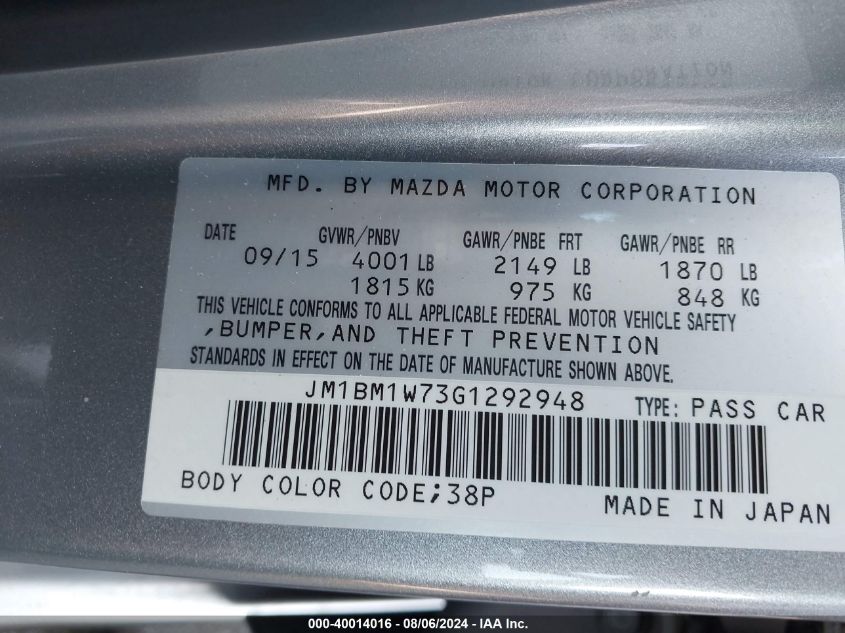 MFD. BY MAZDA MOTOR CORPORATION
DATE GVWR/PNBV GAWR/PNBE FRT GAWR/PNBE RR
09/15 4001 LB 2149 LB 1870 LB
1815 KG 975 KG 848 KG
THIS VEHICLE CONFORMS TO ALL APPLICABLE FEDERAL MOTOR VEHICLE SAFETY
,BUMPER,AND THEFT PREVENTION
STANDARDS IN EFFECT ON THE DATE OF MANUFACTURE SHOWN ABOVE.
JM1BM1W73G1292948 TYPE: PASS CAR
BODY COLOR CODE;38P MADE IN JAPAN
000-40014016 - 08/06/2024 - IAA Inc.